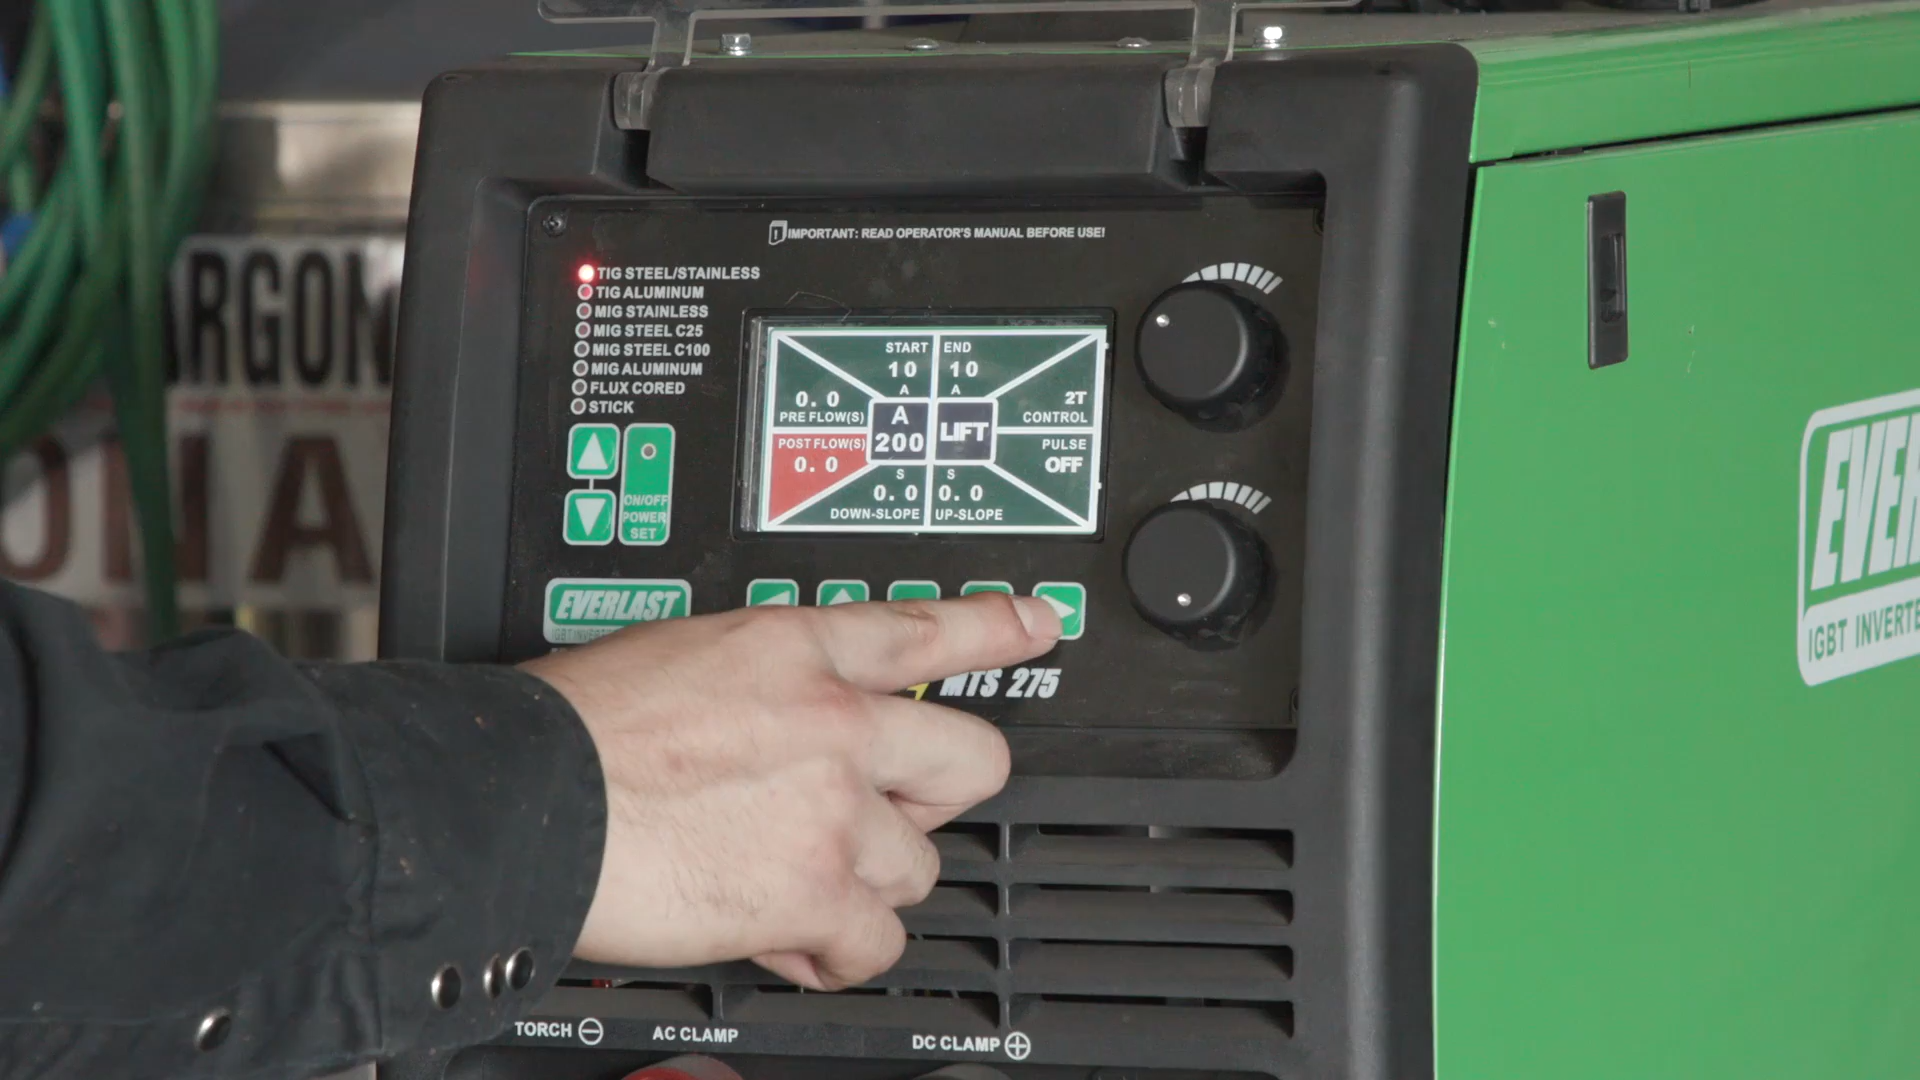 ARGON
IMPORTANT: READ OPERATOR'S MANUAL BEFORE USE!
TIG STEEL/STAINLESS
TIG ALUMINUM
MIG STAINLESS
MIG STEEL C25
MIG STEEL C100
MIG ALUMINUM
FLUX CORED
STICK
ON/OFF
POWER
SET
START
10
A
END
10
A
0.0
PRE FLOW(S)
A
200
LIFT
2T
CONTROL
POST FLOW(S)
0.0
PULSE
OFF
S
0.0
DOWN-SLOPE
S
0.0
UP-SLOPE
EVERLAST
MTS 275
TORCH
AC CLAMP
DC CLAMP
IGBT